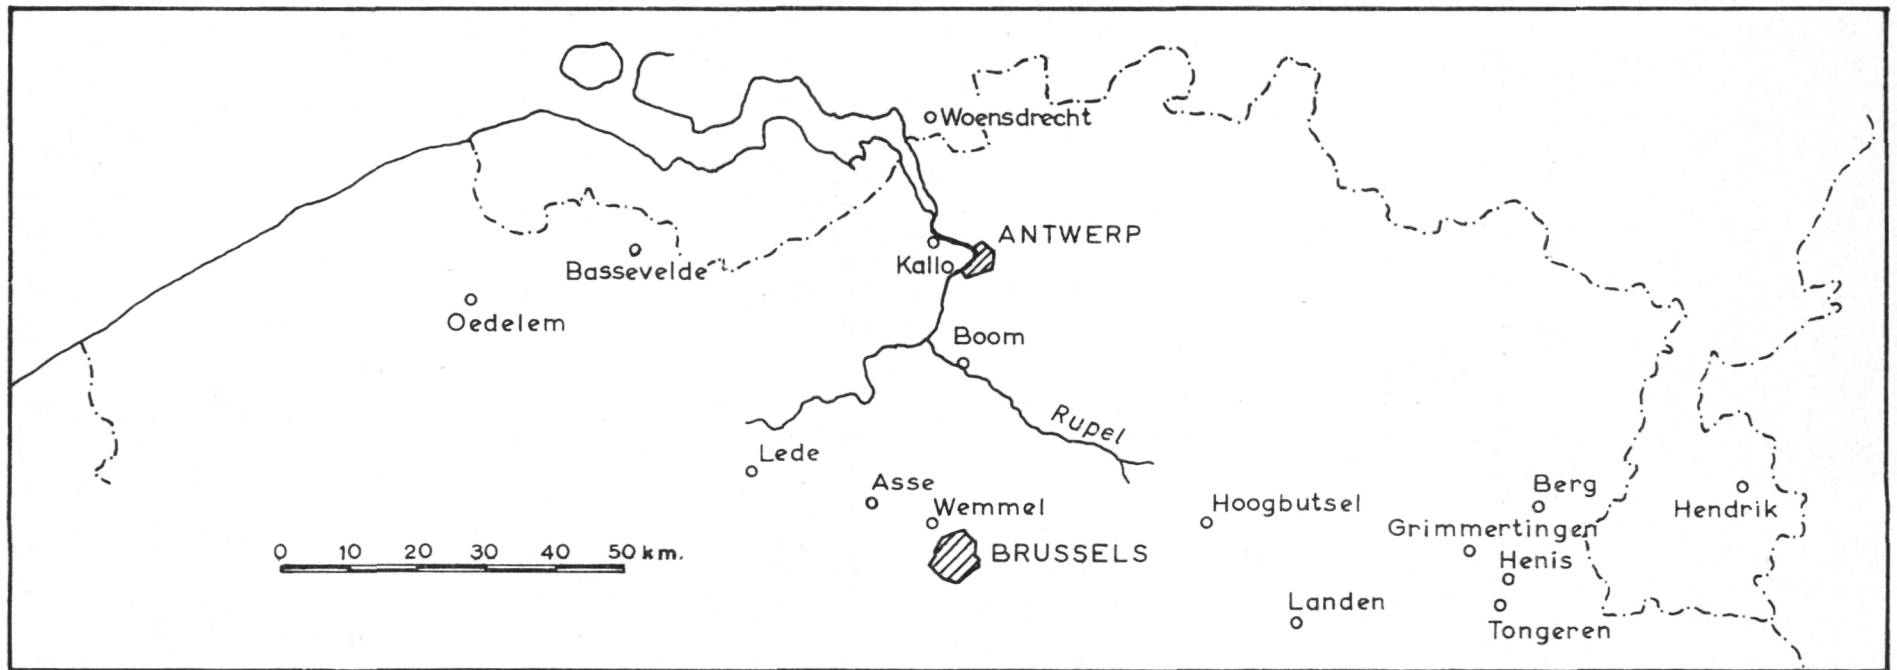 Woensdrecht
ANTWERP
Kallo
Bassevelde
Oedelem
Boom
Rupel
Lede
Asse
Wemmel
Hoogbutsel
Berg
Hendrik
Grimmertingen
0 10 20 30 40 50 km.
BRUSSELS
Henis
Landen
Tongeren